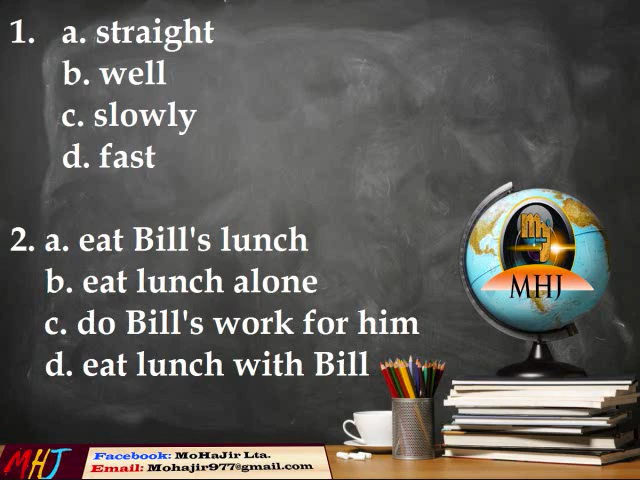 1. a. straight
b. well
c. slowly
d. fast
2. a. eat Bill's lunch
b. eat lunch alone
c. do Bill's work for him
d. eat lunch with Bill
MHJ
MHJ
Facebook: MoHaJir Lta.
Email: Mohajir977@gmail.com